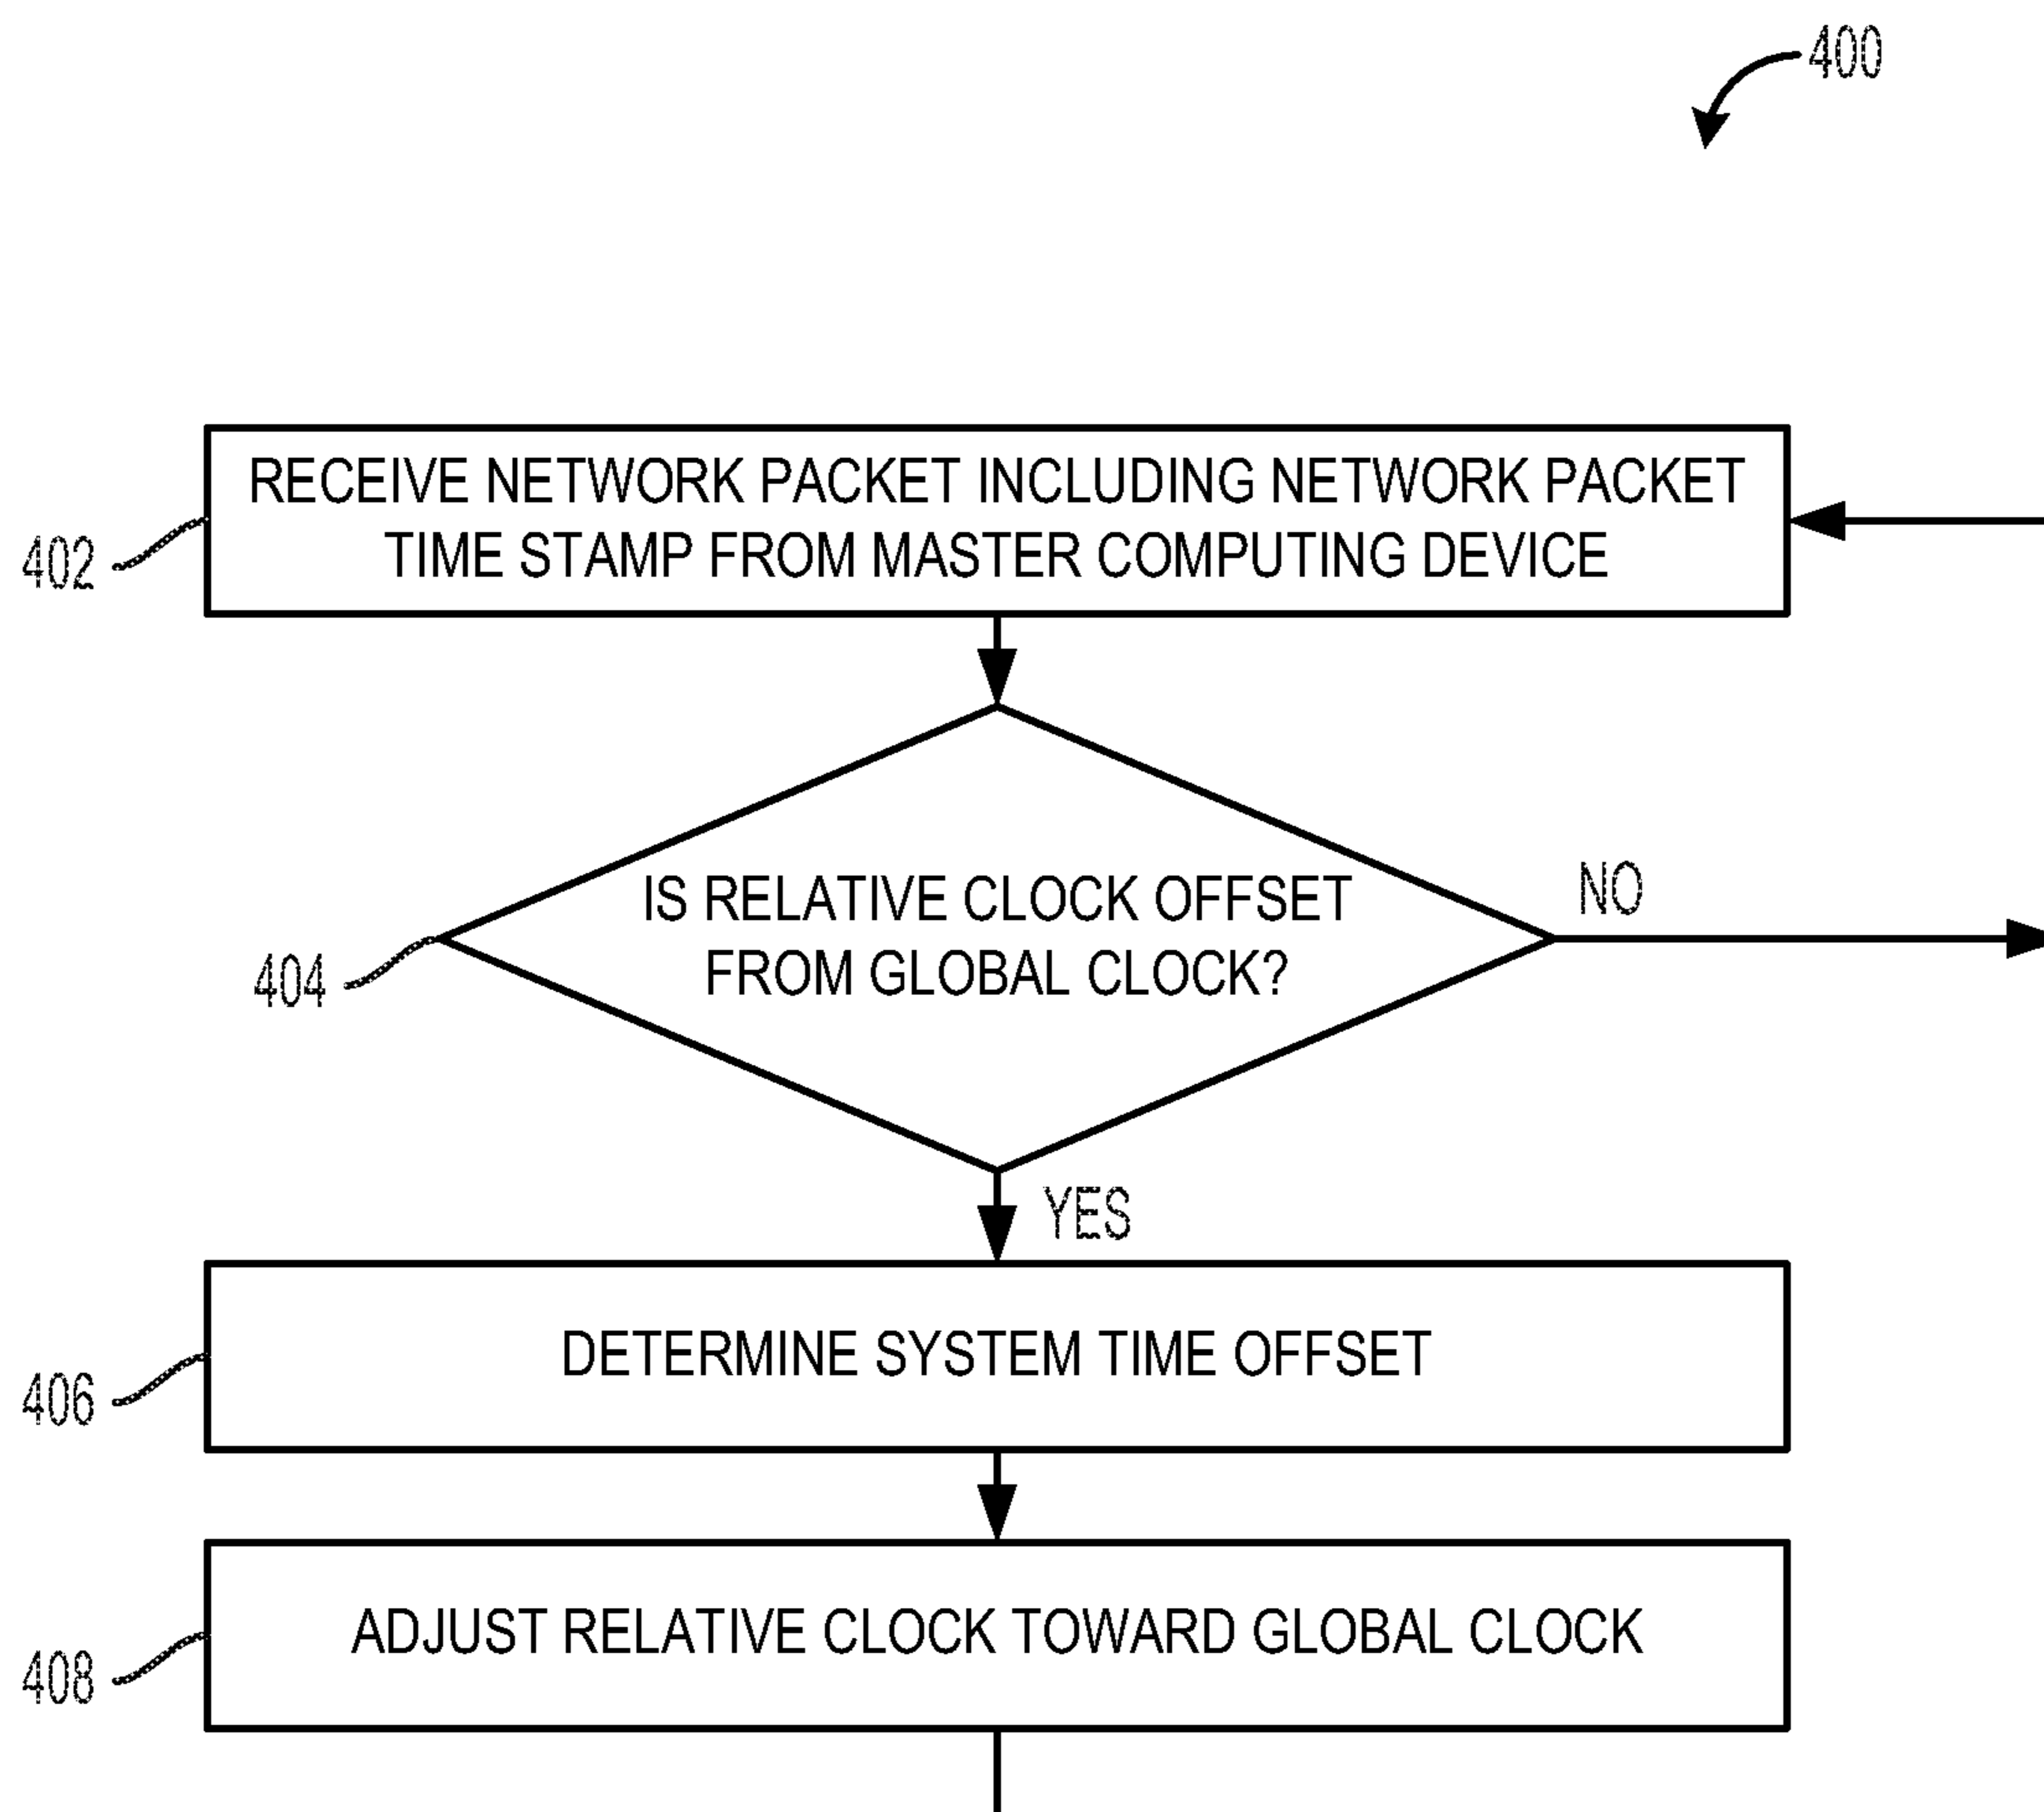 400
RECEIVE NETWORK PACKET INCLUDING NETWORK PACKET
TIME STAMP FROM MASTER COMPUTING DEVICE
402
IS RELATIVE CLOCK OFFSET
FROM GLOBAL CLOCK?
NO
404
YES
DETERMINE SYSTEM TIME OFFSET
406
ADJUST RELATIVE CLOCK TOWARD GLOBAL CLOCK
408